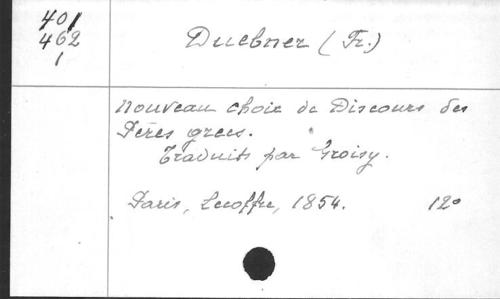 401
462
1
Duebner (Fr.)
Nouveau choix de Discours des
Pères grecs.
Traduits par Groisy.
Paris, Lecoffre, 1854. 12°